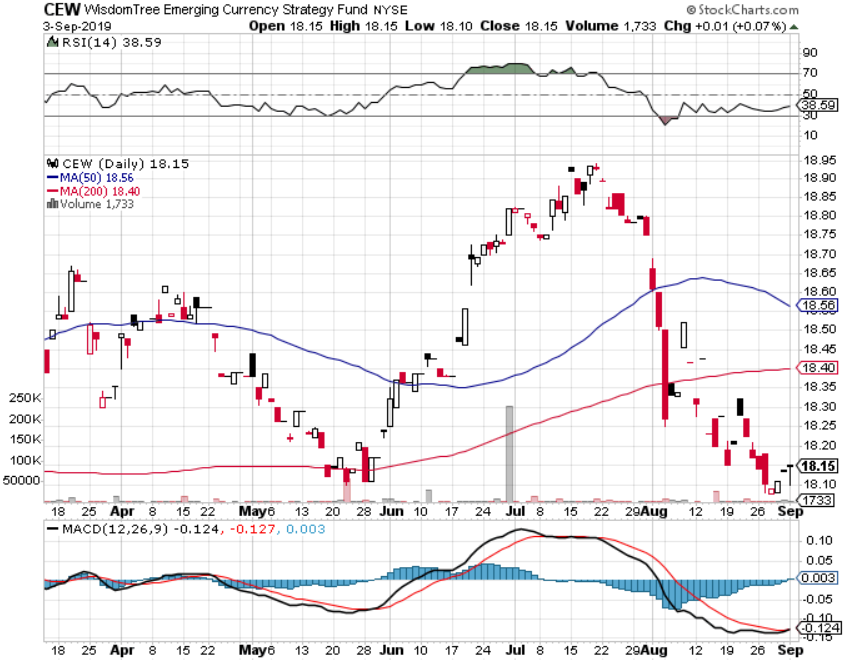 CEW WisdomTree Emerging Currency Strategy Fund NYSE © StockCharts.com
3-Sep-2019 Open 18.15 High 18.15 Low 18.10 Close 18.15 Volume 1,733 Chg +0.01 (+0.07%)
RSI(14) 38.59
90
70
50
38.59
30
10
CEW (Daily) 18.15
MA(50) 18.56
MA(200) 18.40
Volume 1,733
18.95
18.90
18.85
18.80
18.75
18.70
18.65
18.60
18.56
18.50
18.45
18.40
18.35
18.30
18.25
18.20
18.15
18.10
1733
250K
200K
150K
100K
50000
18 25 Apr 8 15 22 May6 13 20 28 Jun 10 17 24 Jul 8 15 22 29Aug 12 19 26 Sep
MACD(12,26,9) -0.124, -0.127, 0.003
0.10
0.05
0.003
-0.05
-0.10
-0.124
-0.15
18 25 Apr 8 15 22 May6 13 20 28 Jun 10 17 24 Jul 8 15 22 29Aug 12 19 26 Sep